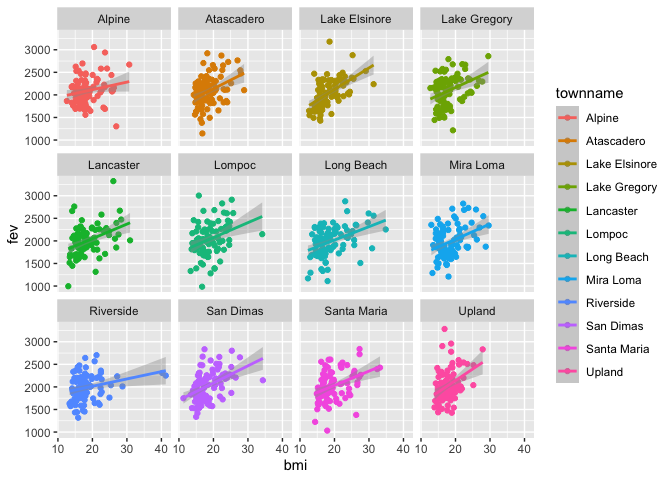 Alpine Atascadero Lake Elsinore Lake Gregory
3000
2500
2000
1500
1000
Lancaster Lompoc Long Beach Mira Loma
3000
2500
2000
1500
1000
Riverside San Dimas Santa Maria Upland
3000
2500
2000
1500
1000
10 20 30 40 10 20 30 40 10 20 30 40 10 20 30 40
bmi
fev
townname
Alpine
Atascadero
Lake Elsinore
Lake Gregory
Lancaster
Lompoc
Long Beach
Mira Loma
Riverside
San Dimas
Santa Maria
Upland